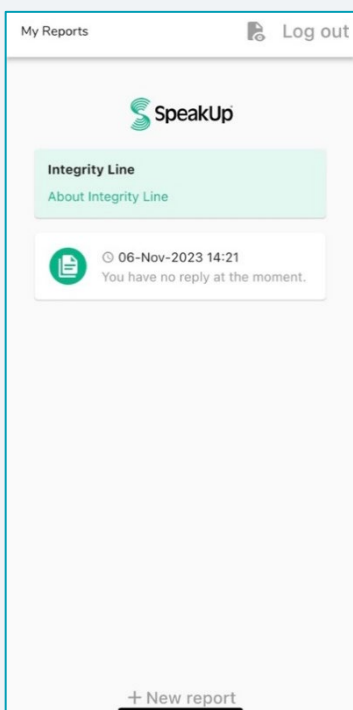 My Reports
Log out
SpeakUp
Integrity Line
About Integrity Line
06-Nov-2023 14:21
You have no reply at the moment.
+ New report